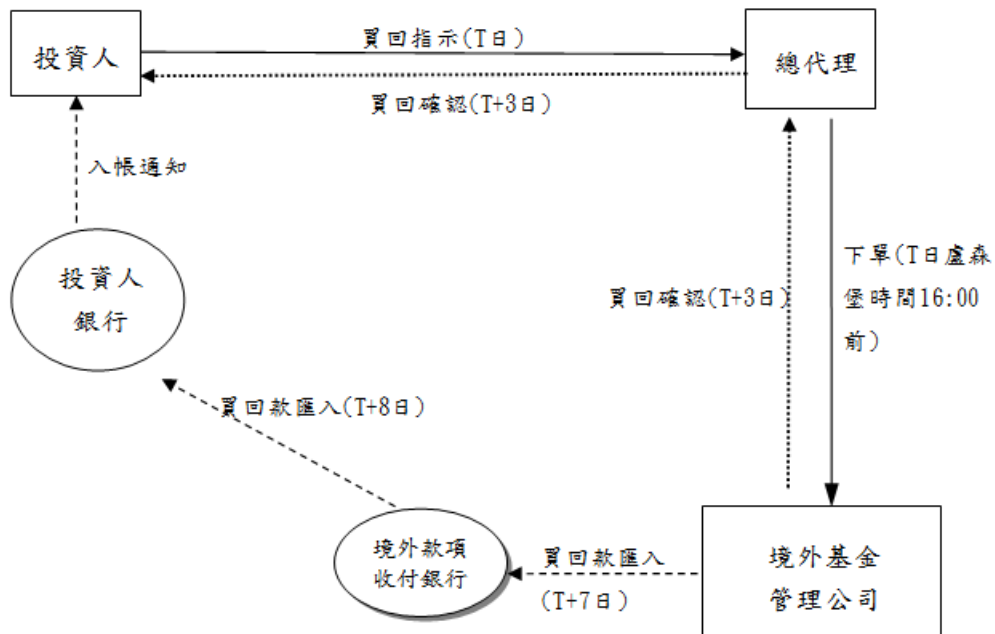 投資人
買回指示(T日)
總代理
買回確認(T+3日)
入帳通知
投資人
銀行
下單(T日盧森
堡時間16:00
前)
買回確認(T+3日)
買回款匯入(T+8日)
境外款項
收付銀行
買回款匯入
(T+7日)
境外基金
管理公司